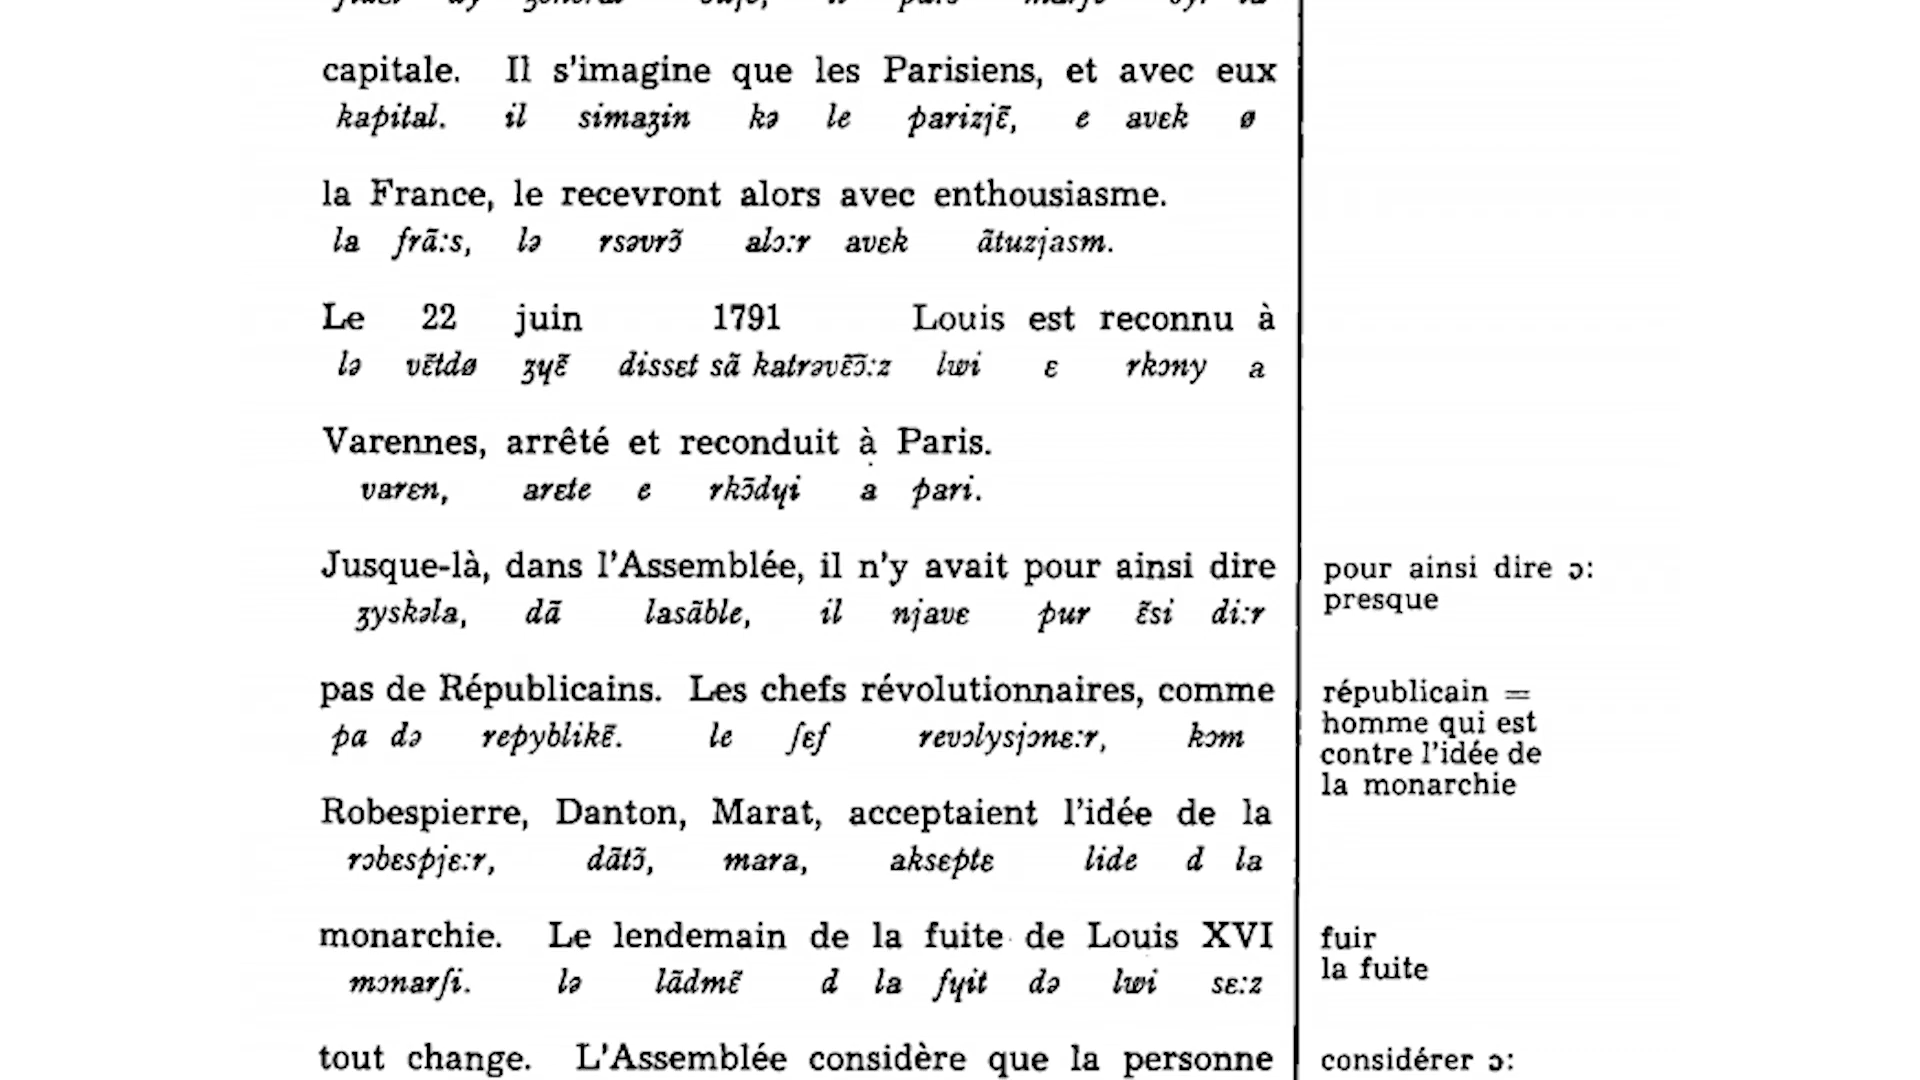 capitale. Il s'imagine que les Parisiens, et avec eux
kapital. il simaʒin kə le parizjɛ̃, e avɛk ø
la France, le recevront alors avec enthousiasme.
la frɑ̃:s, lə rsəvrɔ̃ alɔ:r avɛk ɑ̃tuzjasm.
Le 22 juin 1791 Louis est reconnu à
lə vɛ̃tdø ʒɥɛ̃ dissɛt sɑ̃ katrəvɛ̃ɔ̃:z lwi ɛ rkɔny a
Varennes, arrêté et reconduit à Paris.
varɛn, arɛte e rkɔ̃dɥi a pari.
Jusque-là, dans l'Assemblée, il n'y avait pour ainsi dire
ʒyskəla, dɑ̃ lasɑ̃ble, il njavɛ pur ɛ̃si di:r
pour ainsi dire ɔ:
presque
pas de Républicains. Les chefs révolutionnaires, comme
pa də repyblikɛ̃. le ʃɛf revɔlysjɔnɛ:r, kɔm
républicain =
homme qui est
contre l'idée de
la monarchie
Robespierre, Danton, Marat, acceptaient l'idée de la
rɔbɛspjɛ:r, dɑ̃tɔ̃, mara, aksɛptɛ lide d la
monarchie. Le lendemain de la fuite de Louis XVI
mɔnarʃi. lə lɑ̃dmɛ̃ d la fɥit də lwi sɛ:z
fuir
la fuite
tout change. L'Assemblée considère que la personne
considérer ɔ: